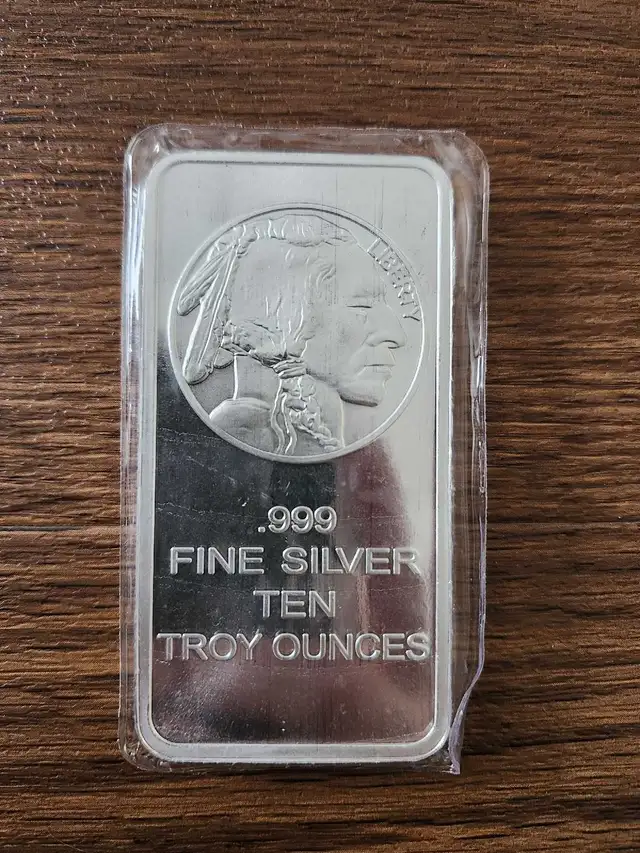 LIBERTY
.999
FINE SILVER
TEN
TROY OUNCES